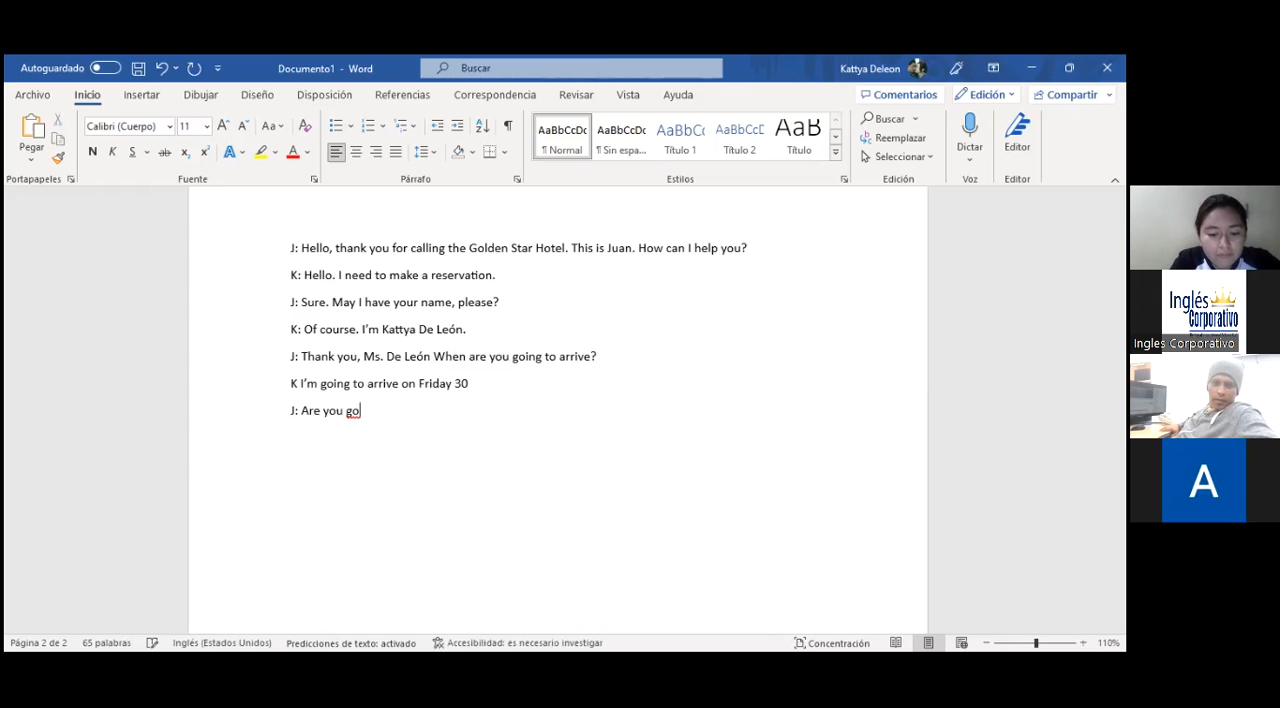 Autoguardado
Documento1 - Word
Buscar
Kattya Deleon
Archivo Inicio Insertar Dibujar Diseño Disposición Referencias Correspondencia Revisar Vista Ayuda
Comentarios Edición Compartir
Pegar
Calibri (Cuerpo) 11
N K S ab
AaBbCcDc AaBbCcDc AaBbCc AaBbCcE AaB
¶ Normal ¶ Sin espa... Título 1 Título 2 Título
Buscar
Reemplazar
Seleccionar
Dictar
Editor
Portapapeles Fuente Párrafo Estilos Edición Voz Editor
J: Hello, thank you for calling the Golden Star Hotel. This is Juan. How can I help you?
K: Hello. I need to make a reservation.
J: Sure. May I have your name, please?
K: Of course. I'm Kattya De León.
J: Thank you, Ms. De León When are you going to arrive?
K I'm going to arrive on Friday 30
J: Are you go
Página 2 de 2 65 palabras Inglés (Estados Unidos) Predicciones de texto: activado Accesibilidad: es necesario investigar Concentración 110%
Inglés
Corporativo
Ingles Corporativo
A